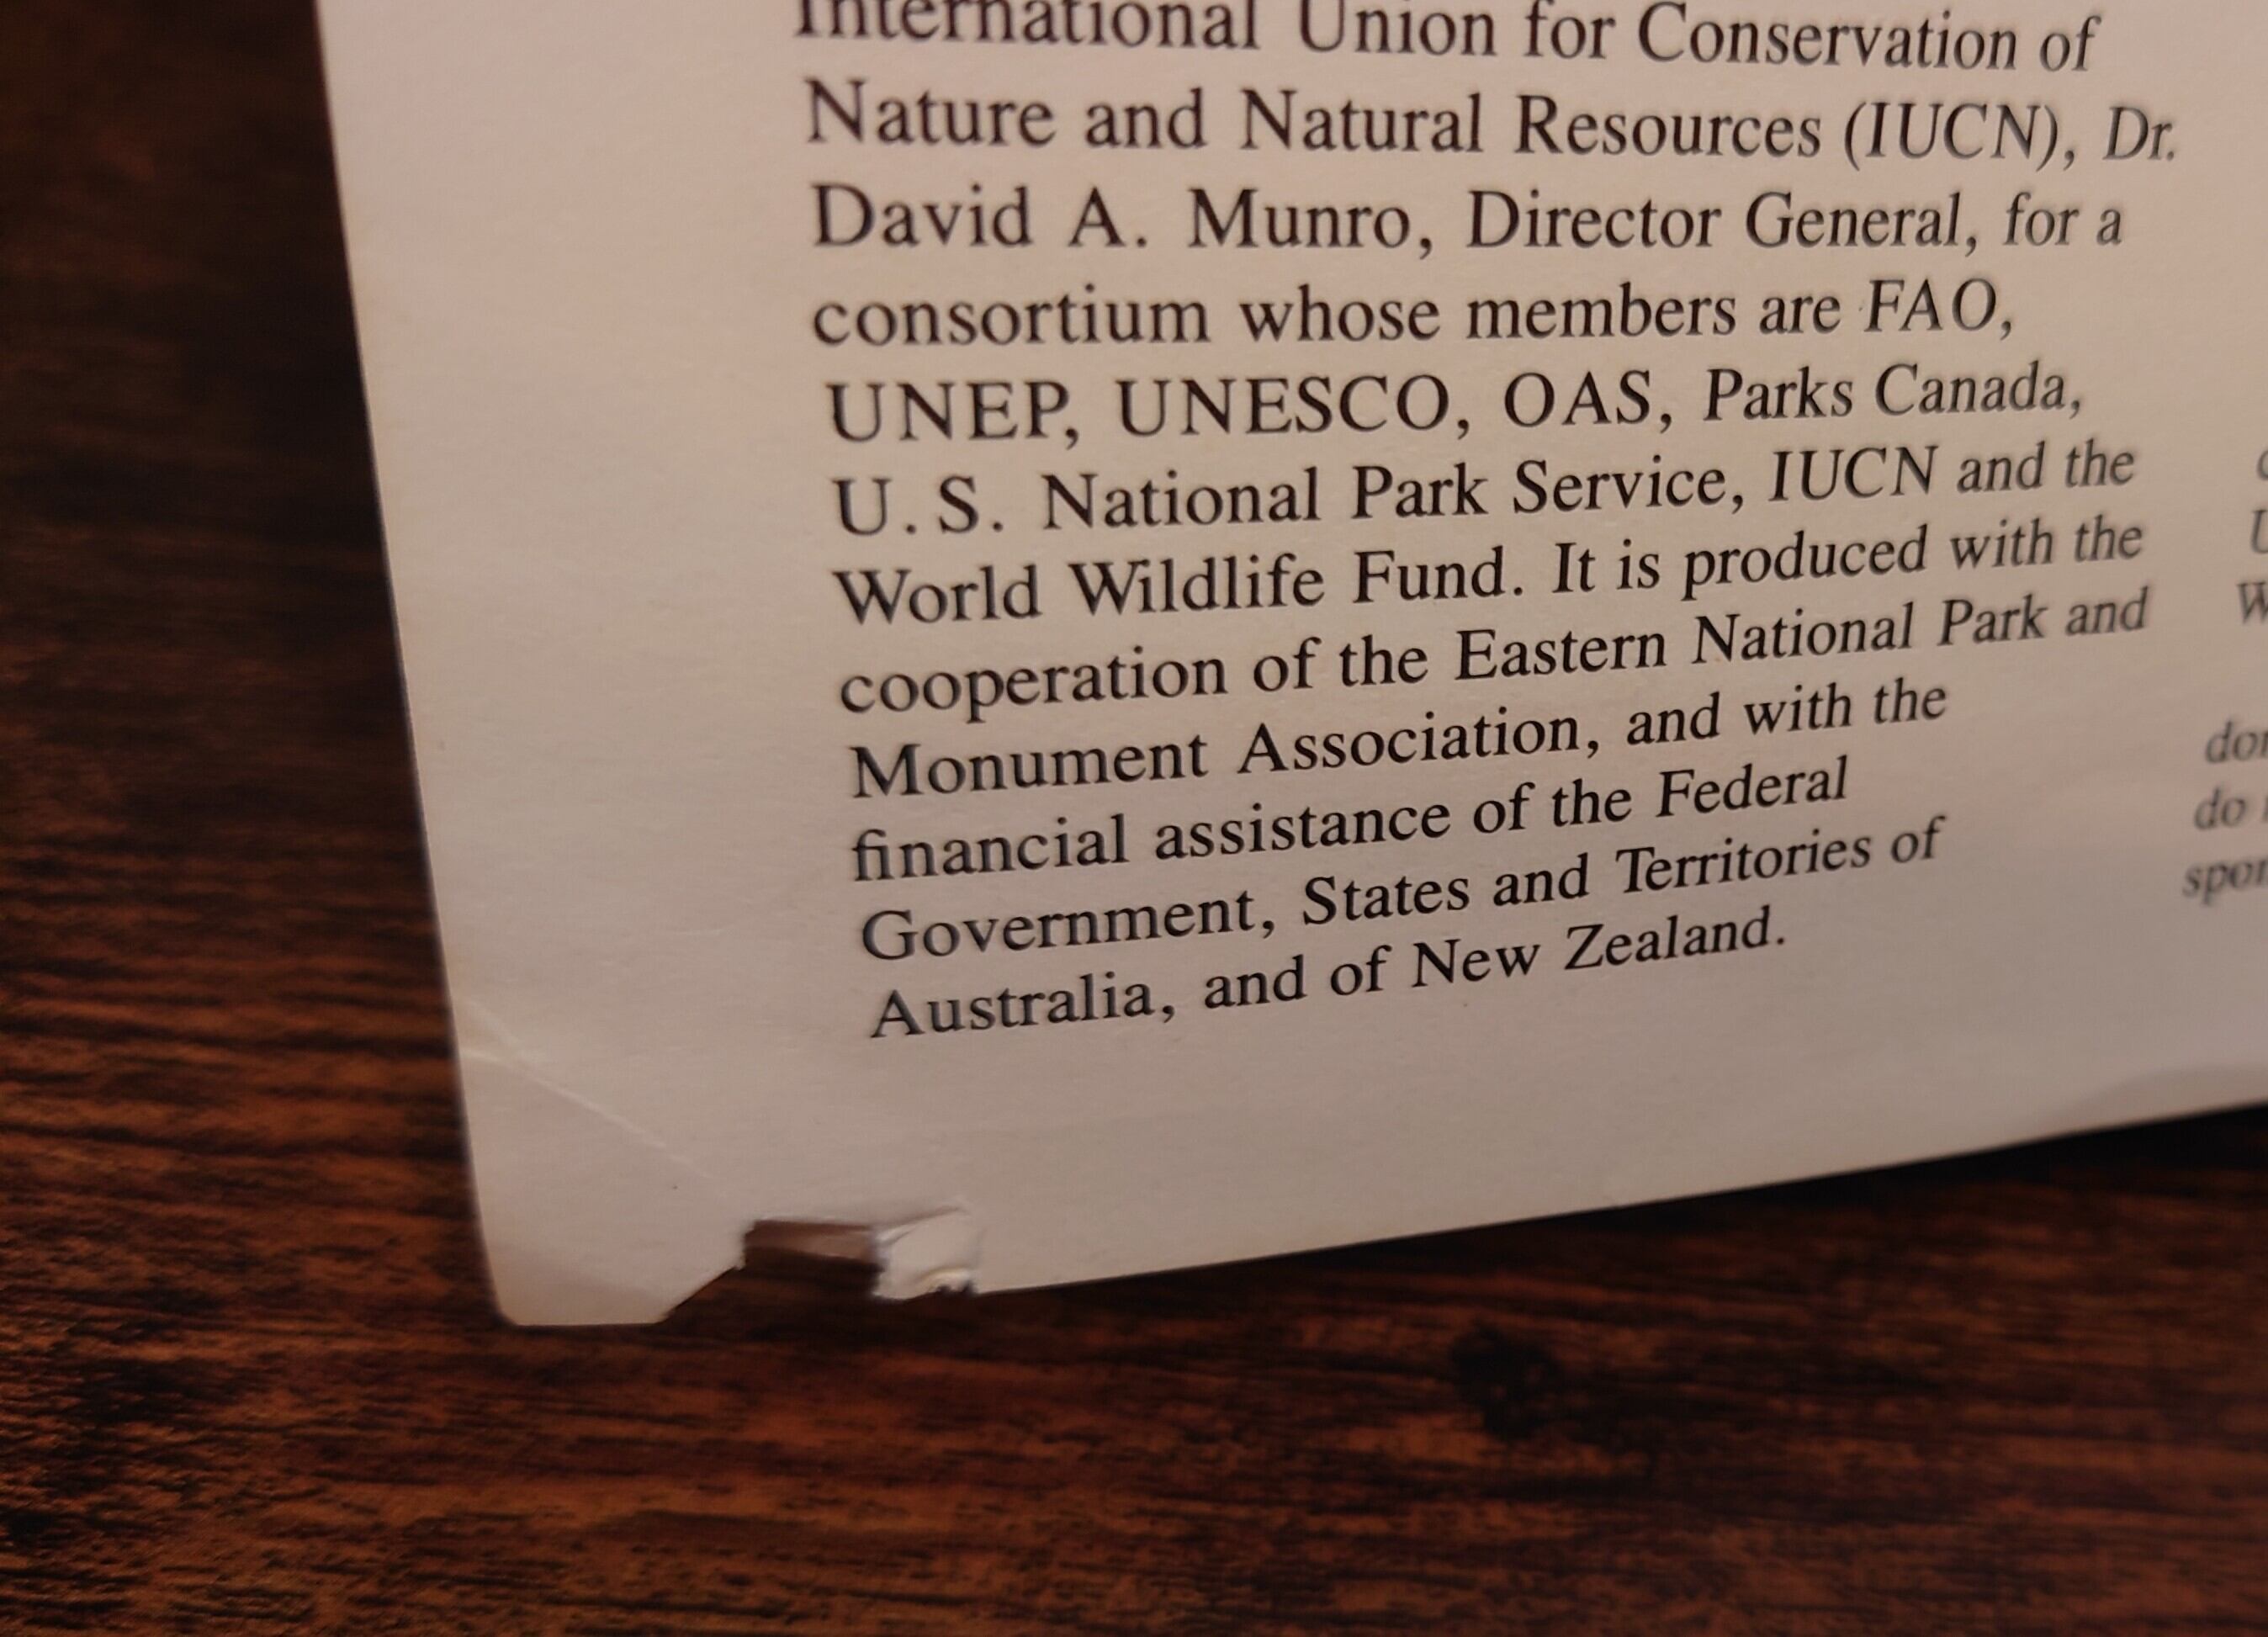 International Union for Conservation of
Nature and Natural Resources (IUCN), Dr.
David A. Munro, Director General, for a
consortium whose members are FAO,
UNEP, UNESCO, OAS, Parks Canada,
U.S. National Park Service, IUCN and the
World Wildlife Fund. It is produced with the
cooperation of the Eastern National Park and
Monument Association, and with the
financial assistance of the Federal
Government, States and Territories of
Australia, and of New Zealand.
do